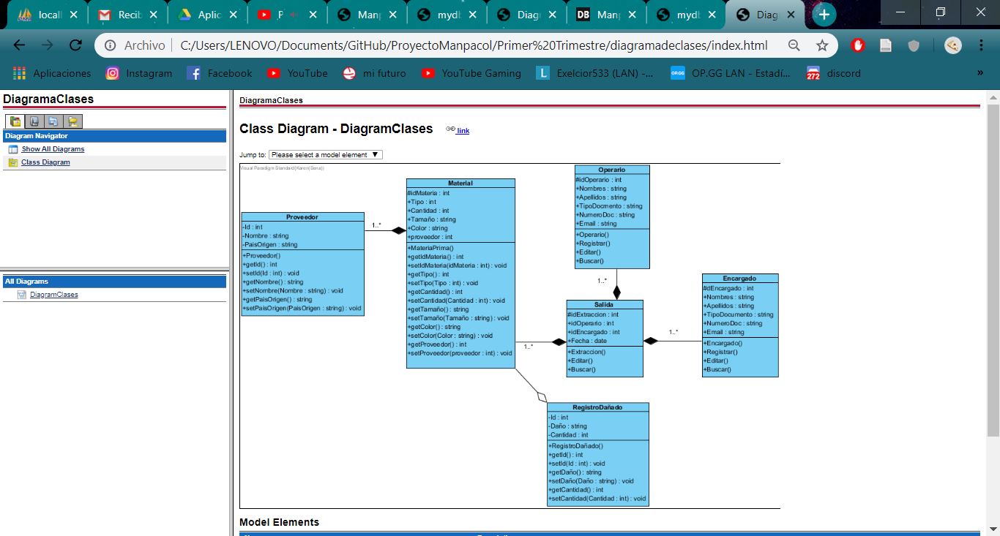 locall
Recib
Aplic
P
Manp
mydb
Diagr
DB
Manp
mydb
Diag
Archivo
C:/Users/LENOVO/Documents/GitHub/ProyectoManpacol/Primer%20Trimestre/diagramadeclases/index.html
Aplicaciones
Instagram
Facebook
YouTube
mi futuro
YouTube Gaming
L
Exelcior533 (LAN) -...
OP.GG
OP.GG LAN - Estadí...
272
discord
»
DiagramaClases
Diagram Navigator
Show All Diagrams
Class Diagram
All Diagrams
DiagramClases
DiagramaClases
Class Diagram - DiagramClases
link
Jump to: Please select a model element
Visual Paradigm Standard(Karen(Sena))
Proveedor
-Id : int
-Nombre : string
-PaisOrigen : string
+Proveedor()
+getId() : int
+setId(Id : int) : void
+getNombre() : string
+setNombre(Nombre : string) : void
+getPaisOrigen() : string
+setPaisOrigen(PaisOrigen : string) : void
1..*
Material
#idMateria : int
+Tipo : int
+Cantidad : int
+Tamaño : string
+Color : string
+proveedor : int
+MateriaPrima()
+getIdMateria() : int
+setIdMateria(idMateria : int) : void
+getTipo() : int
+setTipo(Tipo : int) : void
+getCantidad() : int
+setCantidad(Cantidad : int) : void
+getTamaño() : string
+setTamaño(Tamaño : string) : void
+getColor() : string
+setColor(Color : string) : void
+getProveedor() : int
+setProveedor(proveedor : int) : void
1..*
Operario
#idOperario : int
+Nombres : string
+Apellidos : string
+TipoDocmento : string
+NumeroDoc : string
+Email : string
+Operario()
+Registrar()
+Editar()
+Buscar()
1..*
Salida
#idExtraccion : int
+idOperario : int
+idEncargado : int
+Fecha : date
+Extraccion()
+Editar()
+Buscar()
1..*
Encargado
#dEncargado : int
+Nombres : string
+Apellidos : string
+TipoDocumento : string
+NumeroDoc : string
+Email : string
+Encargado()
+Registrar()
+Editar()
+Buscar()
RegistroDañado
-Id : int
-Daño : string
-Cantidad : int
+RegistroDañado()
+getId() : int
+setId(Id : int) : void
+getDaño() : string
+setDaño(Daño : string) : void
+getCantidad() : int
+setCantidad(Cantidad : int) : void
Model Elements